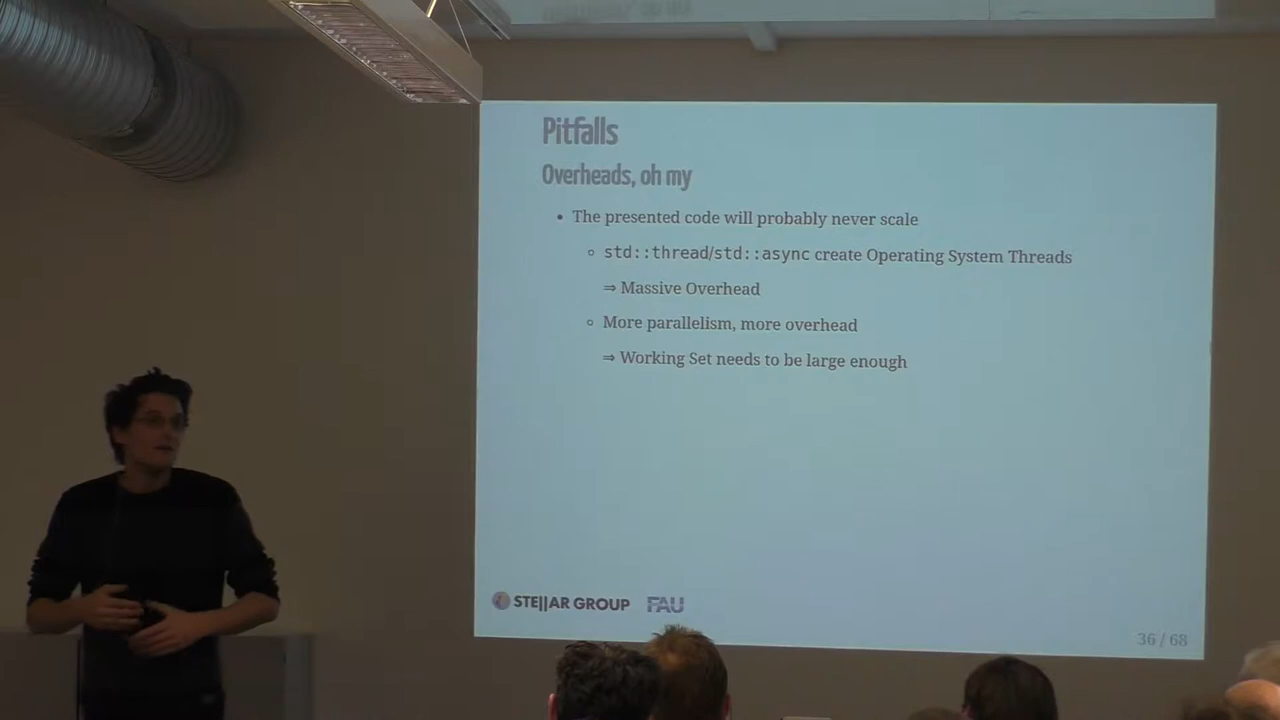 Pitfalls
Overheads, oh my
• The presented code will probably never scale
◦ std::thread/std::async create Operating System Threads
⇒ Massive Overhead
◦ More parallelism, more overhead
⇒ Working Set needs to be large enough
STE||AR GROUP FAU
36 / 68